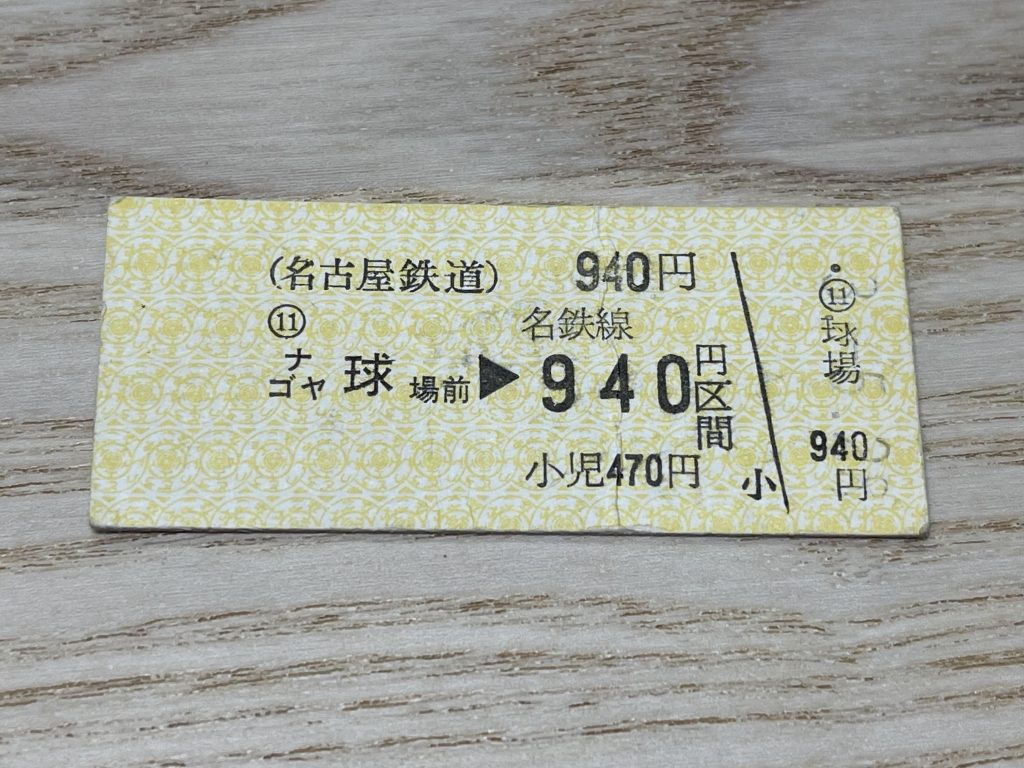 (名古屋鉄道) 940円
⑪ 名鉄線
ナゴヤ球場前▶940円区間
小児470円
小
⑪
球場
940
円